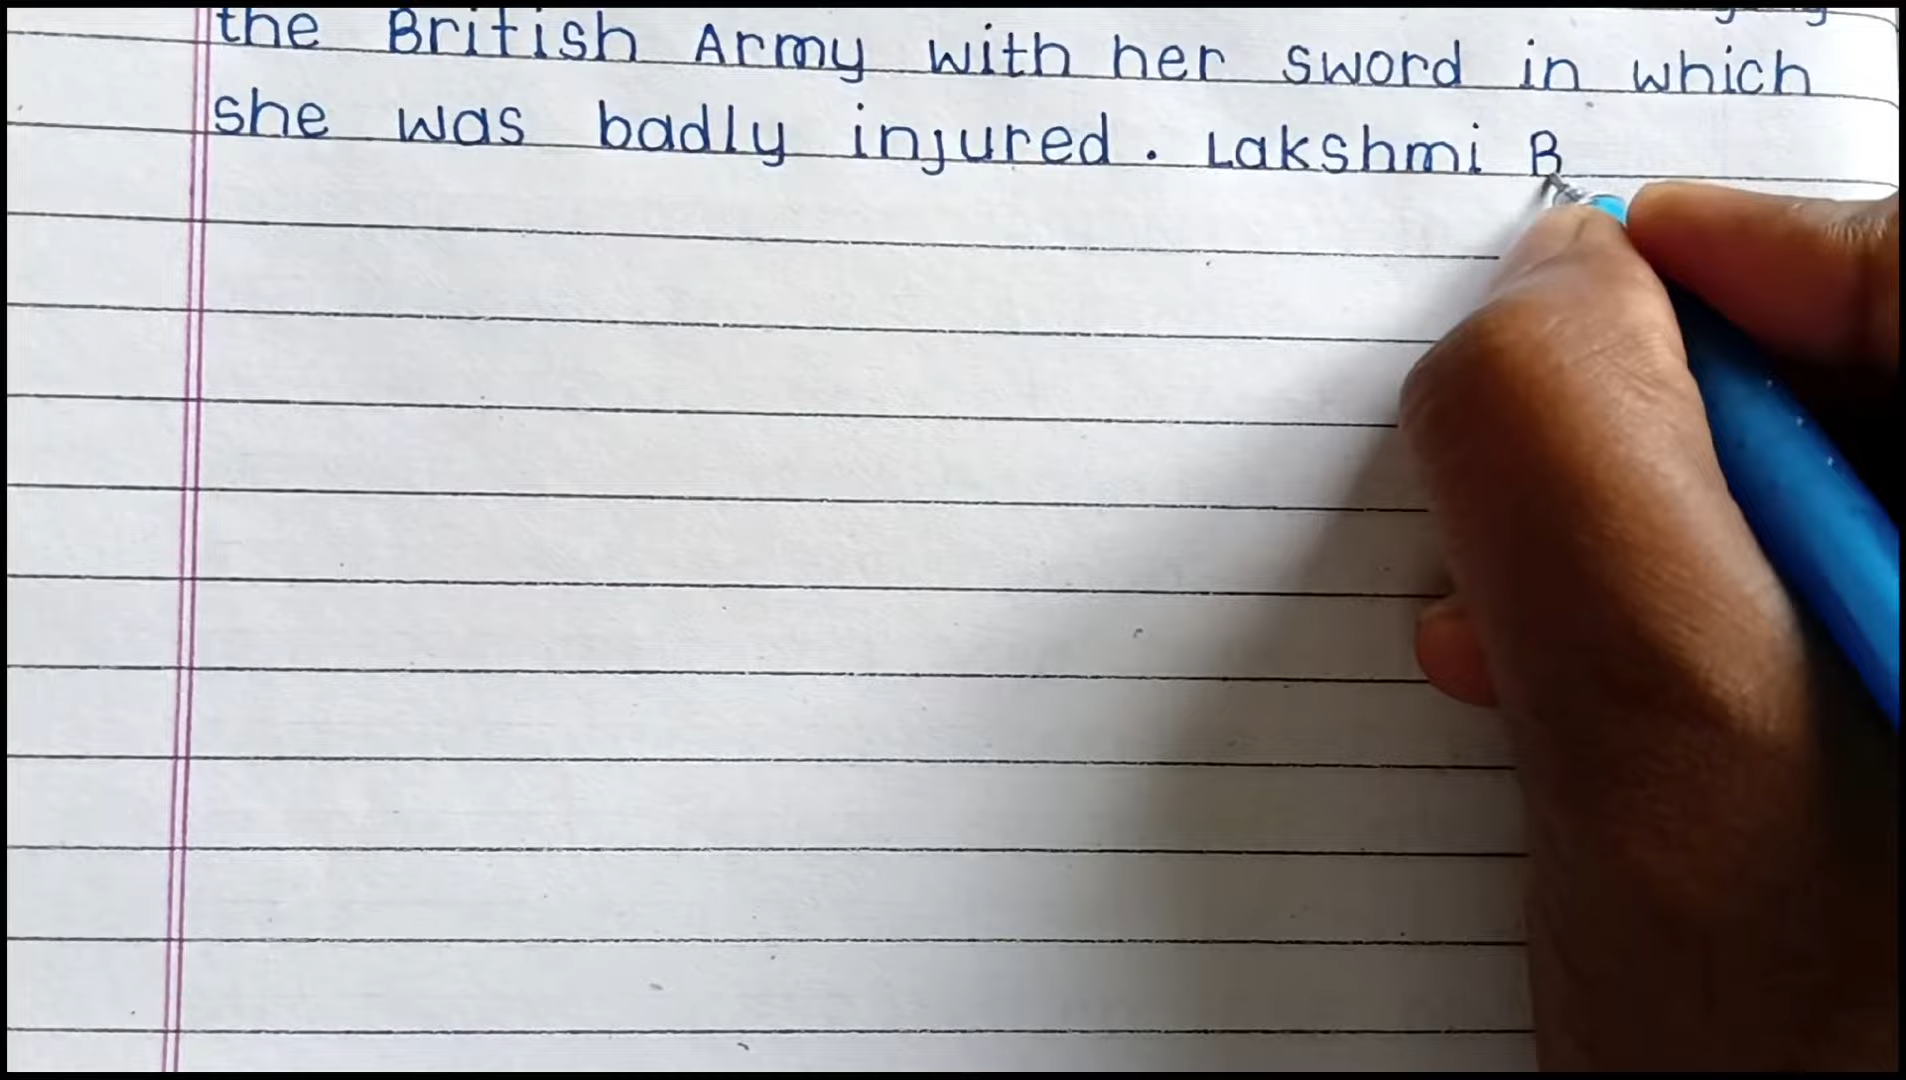 the British Army with her sword in which
she was badly injured. Lakshmi B